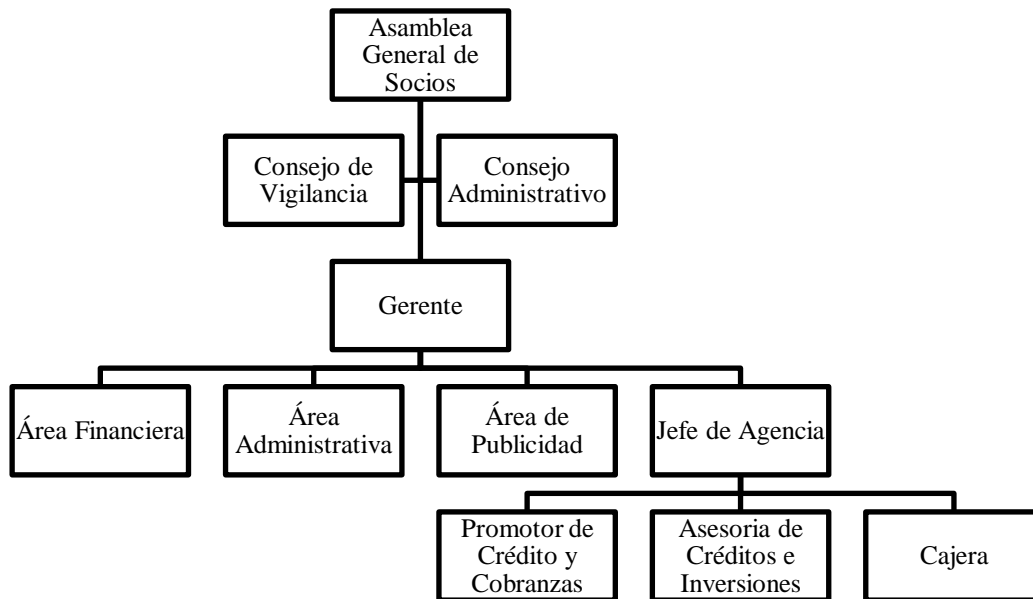 Asamblea
General de
Socios
Consejo de
Vigilancia
Consejo
Administrativo
Gerente
Área Financiera
Área
Administrativa
Área de
Publicidad
Jefe de Agencia
Promotor de
Crédito y
Cobranzas
Asesoria de
Créditos e
Inversiones
Cajera